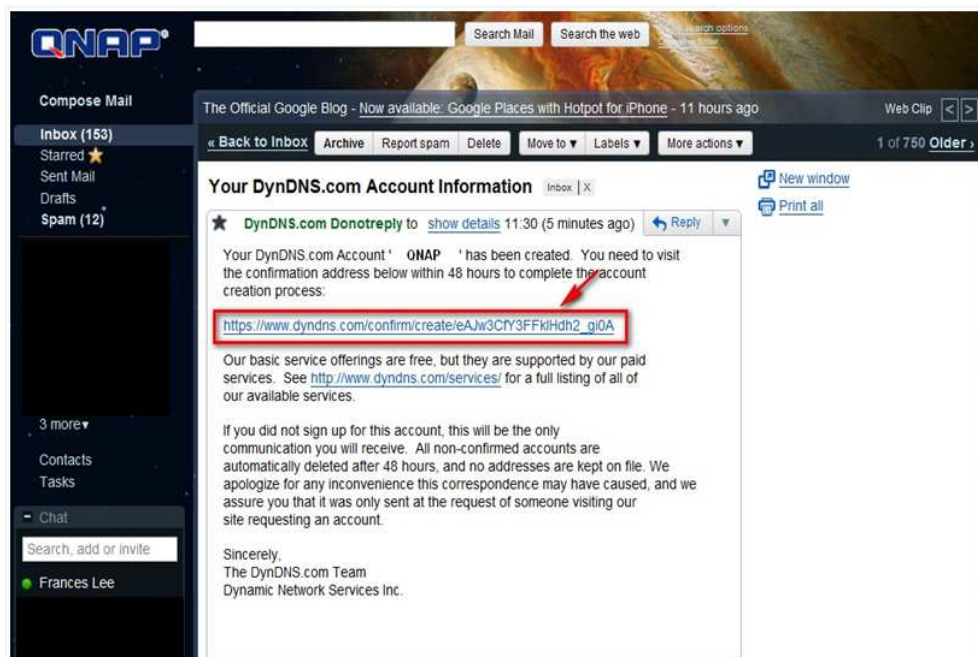 QNAP®
Search Mail
Search the web
search options
Compose Mail
The Official Google Blog - Now available: Google Places with Hotpot for iPhone - 11 hours ago
Web Clip < >
Inbox (153)
« Back to Inbox Archive Report spam Delete Move to ▼ Labels ▼ More actions ▼
1 of 750 Older ›
Starred
Sent Mail
Drafts
Spam (12)
Your DynDNS.com Account Information
Inbox | X
New window
Print all
DynDNS.com Donotreply to show details 11:30 (5 minutes ago)
Reply
Your DynDNS.com Account ' QNAP ' has been created. You need to visit
the confirmation address below within 48 hours to complete the account
creation process:
https://www.dyndns.com/confirm/create/eAJw3CfY3FFklHdh2_gi0A
Our basic service offerings are free, but they are supported by our paid
services. See http://www.dyndns.com/services/ for a full listing of all of
our available services.
If you did not sign up for this account, this will be the only
communication you will receive. All non-confirmed accounts are
automatically deleted after 48 hours, and no addresses are kept on file. We
apologize for any inconvenience this correspondence may have caused, and we
assure you that it was only sent at the request of someone visiting our
site requesting an account.
Sincerely,
The DynDNS.com Team
Dynamic Network Services Inc.
3 more▼
Contacts
Tasks
- Chat
Search, add or invite
Frances Lee